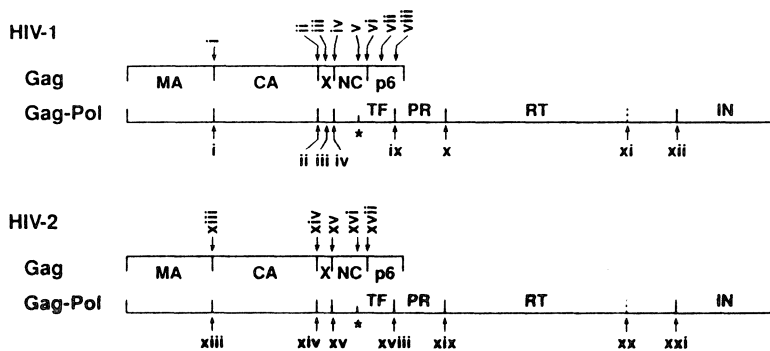 HIV-1
i ii iii iv v vi vii viii
Gag
MA CA X NC p6
Gag-Pol
TF PR RT IN
*
i ii iii iv ix x xi xii
HIV-2
xiii xiv xv xvi xvii
Gag
MA CA X NC p6
Gag-Pol
TF PR RT IN
*
xiii xiv xv xviii xix xx xxi